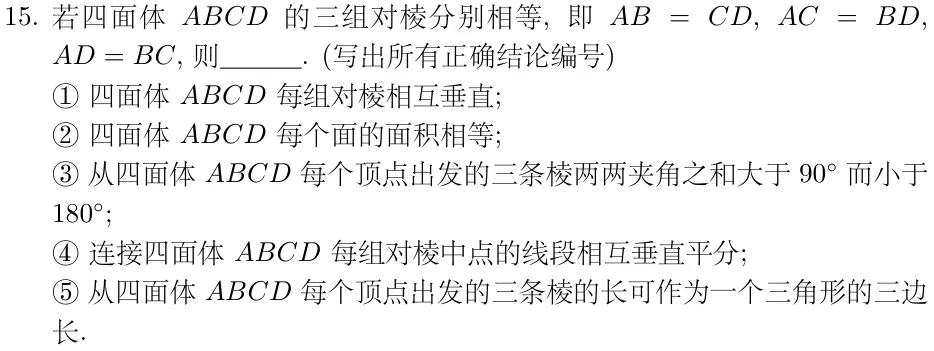 15. 若四面体 ABCD 的三组对棱分别相等, 即 AB = CD, AC = BD,
AD = BC, 则______. (写出所有正确结论编号)
① 四面体 ABCD 每组对棱相互垂直;
② 四面体 ABCD 每个面的面积相等;
③ 从四面体 ABCD 每个顶点出发的三条棱两两夹角之和大于 90° 而小于
180°;
④ 连接四面体 ABCD 每组对棱中点的线段相互垂直平分;
⑤ 从四面体 ABCD 每个顶点出发的三条棱的长可作为一个三角形的三边
长.